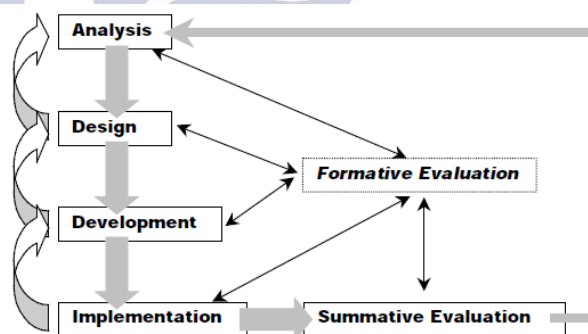 Analysis
Design
Formative Evaluation
Development
Implementation
Summative Evaluation